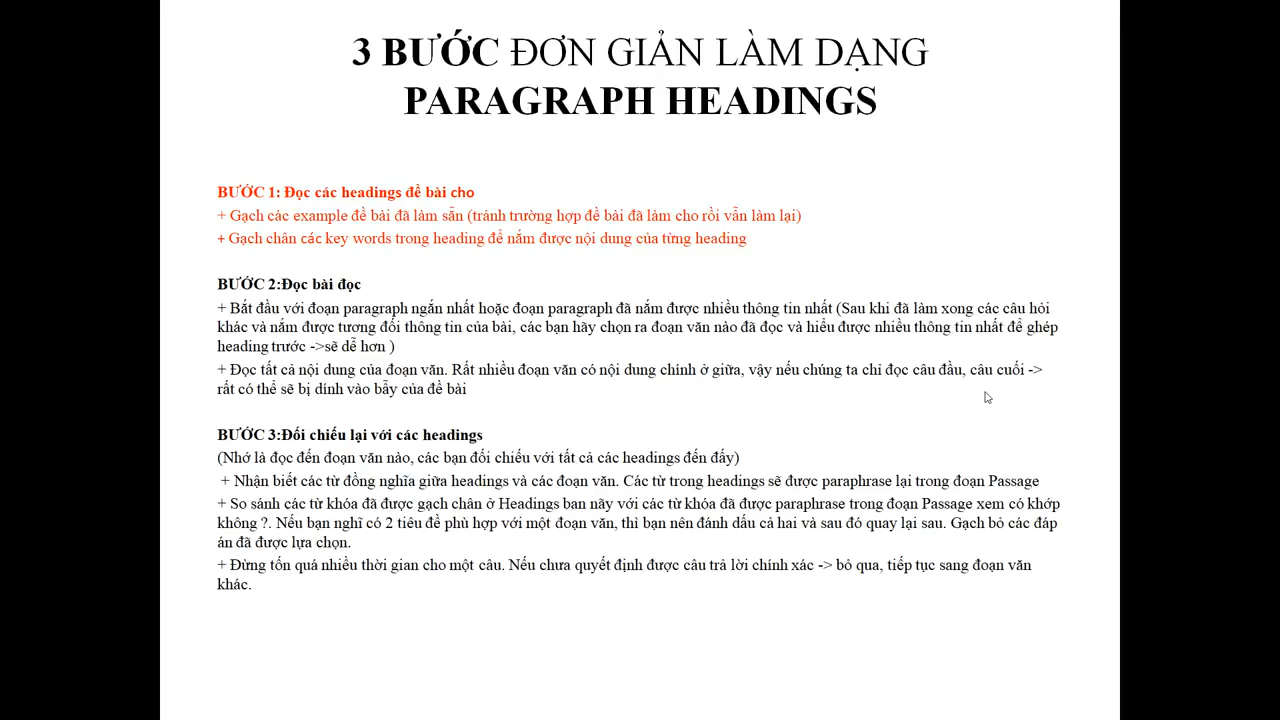 3 BƯỚC ĐƠN GIẢN LÀM DẠNG
PARAGRAPH HEADINGS
BƯỚC 1: Đọc các headings đề bài cho
+ Gạch các example đề bài đã làm sẵn (tránh trường hợp đề bài đã làm cho rồi vẫn làm lại)
+ Gạch chân các key words trong heading để nắm được nội dung của từng heading
BƯỚC 2:Đọc bài đọc
+ Bắt đầu với đoạn paragraph ngắn nhất hoặc đoạn paragraph đã nắm được nhiều thông tin nhất (Sau khi đã làm xong các câu hỏi
khác và nắm được tương đối thông tin của bài, các bạn hãy chọn ra đoạn văn nào đã đọc và hiểu được nhiều thông tin nhất để ghép
heading trước ->sẽ dễ hơn )
+ Đọc tất cả nội dung của đoạn văn. Rất nhiều đoạn văn có nội dung chính ở giữa, vậy nếu chúng ta chỉ đọc câu đầu, câu cuối ->
rất có thể sẽ bị dính vào bẫy của đề bài
BƯỚC 3:Đối chiếu lại với các headings
(Nhớ là đọc đến đoạn văn nào, các bạn đối chiếu với tất cả các headings đến đấy)
+ Nhận biết các từ đồng nghĩa giữa headings và các đoạn văn. Các từ trong headings sẽ được paraphrase lại trong đoạn Passage
+ So sánh các từ khóa đã được gạch chân ở Headings ban nãy với các từ khóa đã được paraphrase trong đoạn Passage xem có khớp
không ?. Nếu bạn nghĩ có 2 tiêu đề phù hợp với một đoạn văn, thì bạn nên đánh dấu cả hai và sau đó quay lại sau. Gạch bỏ các đáp
án đã được lựa chọn.
+ Đừng tốn quá nhiều thời gian cho một câu. Nếu chưa quyết định được câu trả lời chính xác -> bỏ qua, tiếp tục sang đoạn văn
khác.